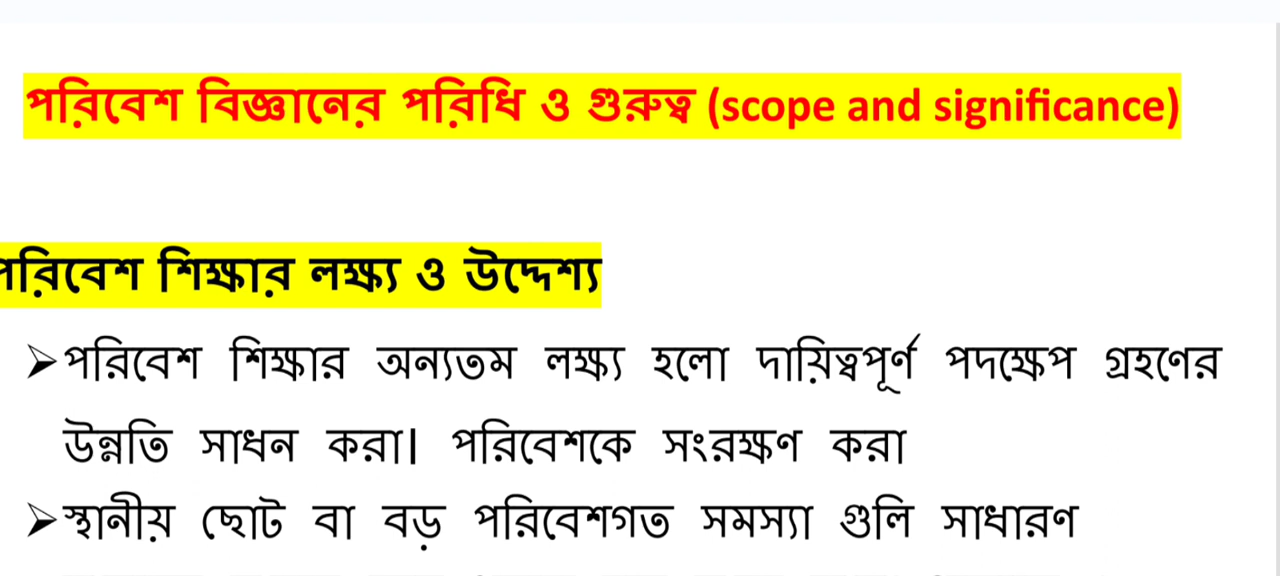 পরিবেশ বিজ্ঞানের পরিধি ও গুরুত্ব (scope and significance)
পরিবেশ শিক্ষার লক্ষ্য ও উদ্দেশ্য
➢পরিবেশ শিক্ষার অন্যতম লক্ষ্য হলো দায়িত্বপূর্ণ পদক্ষেপ গ্রহণের
উন্নতি সাধন করা। পরিবেশকে সংরক্ষণ করা
➢স্থানীয় ছোট বা বড় পরিবেশগত সমস্যা গুলি সাধারণ